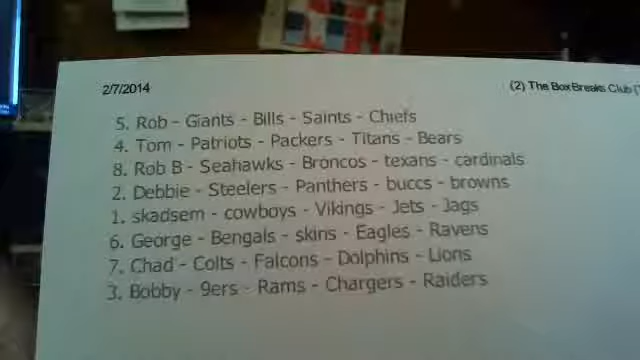 2/7/2014 (2) The BoxBreaks Club (
5. Rob - Giants - Bills - Saints - Chiefs
4. Tom - Patriots - Packers - Titans - Bears
8. Rob B - Seahawks - Broncos - texans - cardinals
2. Debbie - Steelers - Panthers - buccs - browns
1. skadsem - cowboys - Vikings - Jets - Jags
6. George - Bengals - skins - Eagles - Ravens
7. Chad - Colts - Falcons - Dolphins - Lions
3. Bobby - 9ers - Rams - Chargers - Raiders